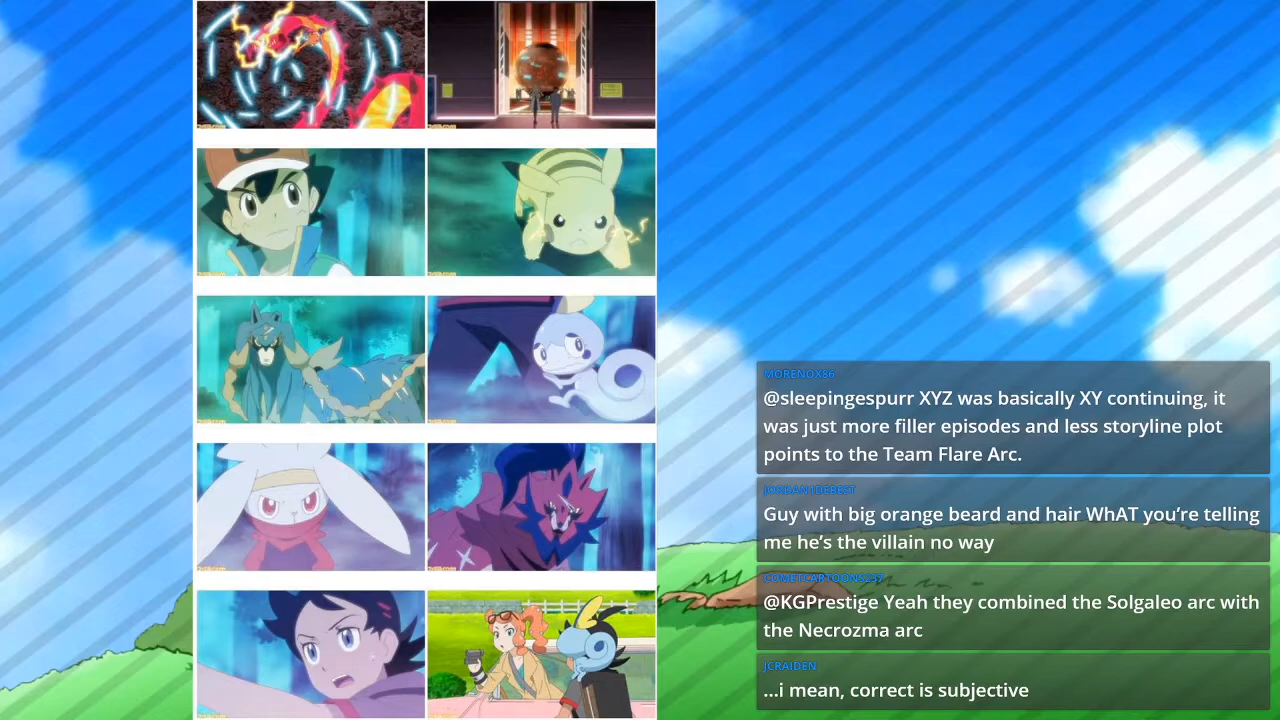 MORENOX86
@sleepingespurr XYZ was basically XY continuing, it
was just more filler episodes and less storyline plot
points to the Team Flare Arc.
Guy with big orange beard and hair WhAT you’re telling
me he’s the villain no way
COMETCARTOONS237
@KGPrestige Yeah they combined the Solgaleo arc with
the Necrozma arc
JCRAIDEN
...i mean, correct is subjective